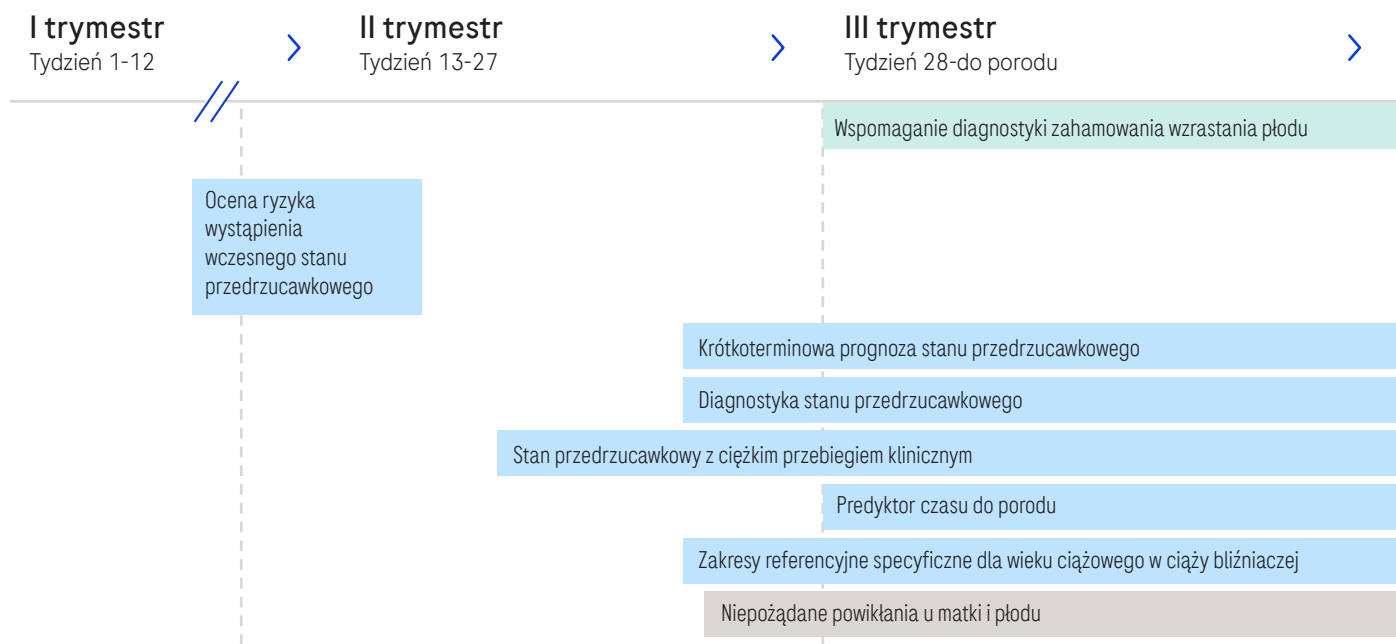 I trymestr
Tydzień 1-12
II trymestr
Tydzień 13-27
III trymestr
Tydzień 28-do porodu
Wspomaganie diagnostyki zahamowania wzrastania płodu
Ocena ryzyka
wystąpienia
wczesnego stanu
przedrzucawkowego
Krótkoterminowa prognoza stanu przedrzucawkowego
Diagnostyka stanu przedrzucawkowego
Stan przedrzucawkowy z ciężkim przebiegiem klinicznym
Predyktor czasu do porodu
Zakresy referencyjne specyficzne dla wieku ciążowego w ciąży bliźniaczej
Niepożądane powikłania u matki i płodu